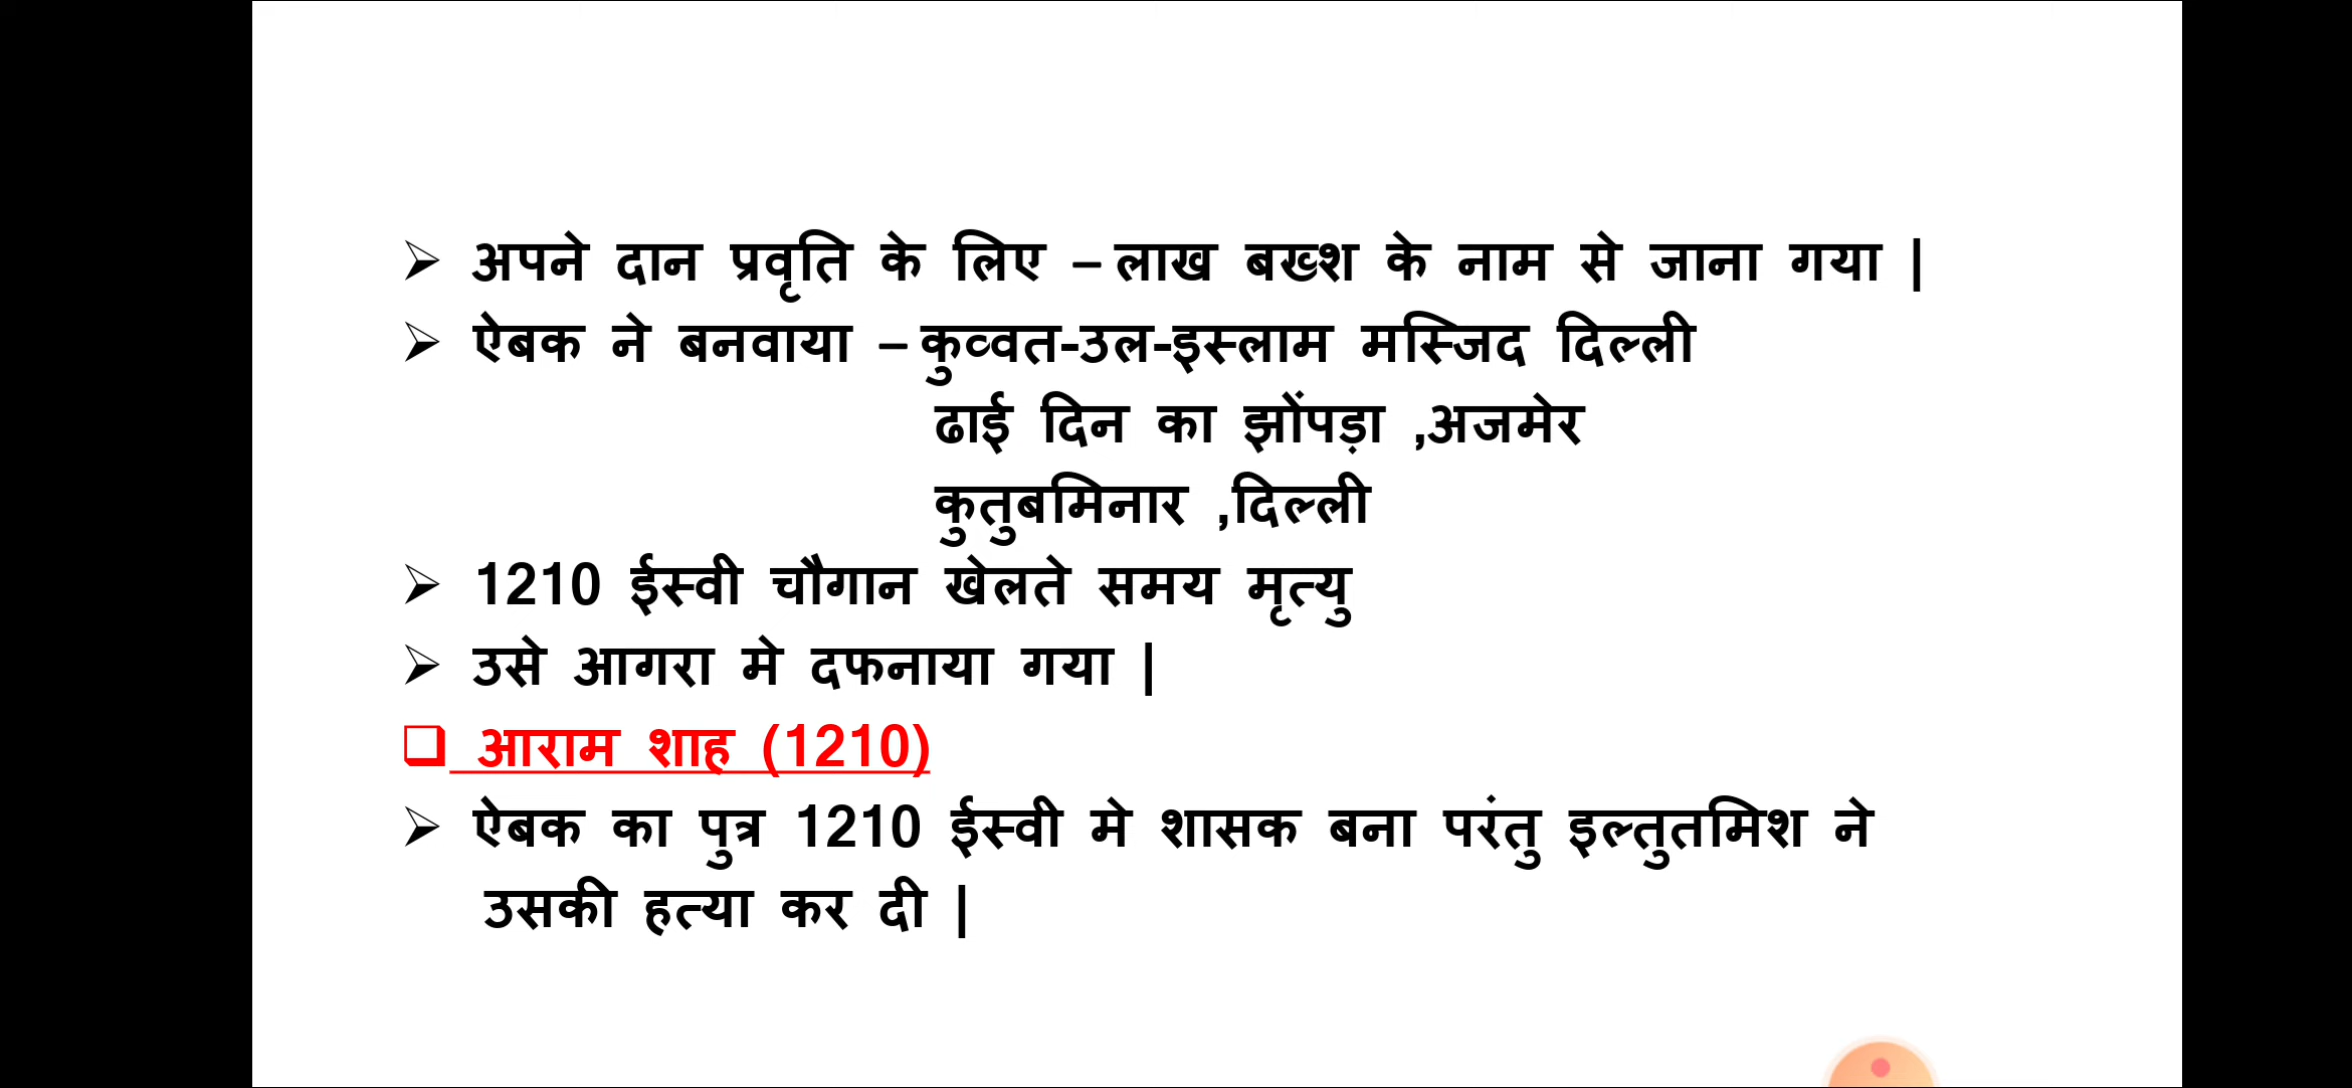 ➢ अपने दान प्रवृति के लिए – लाख बख्श के नाम से जाना गया |
➢ ऐबक ने बनवाया – कुव्वत-उल-इस्लाम मस्जिद दिल्ली
ढाई दिन का झोंपड़ा ,अजमेर
कुतुबमिनार ,दिल्ली
➢ 1210 ईस्वी चौगान खेलते समय मृत्यु
➢ उसे आगरा मे दफनाया गया |
❑ आराम शाह (1210)
➢ ऐबक का पुत्र 1210 ईस्वी मे शासक बना परंतु इल्तुतमिश ने
उसकी हत्या कर दी |